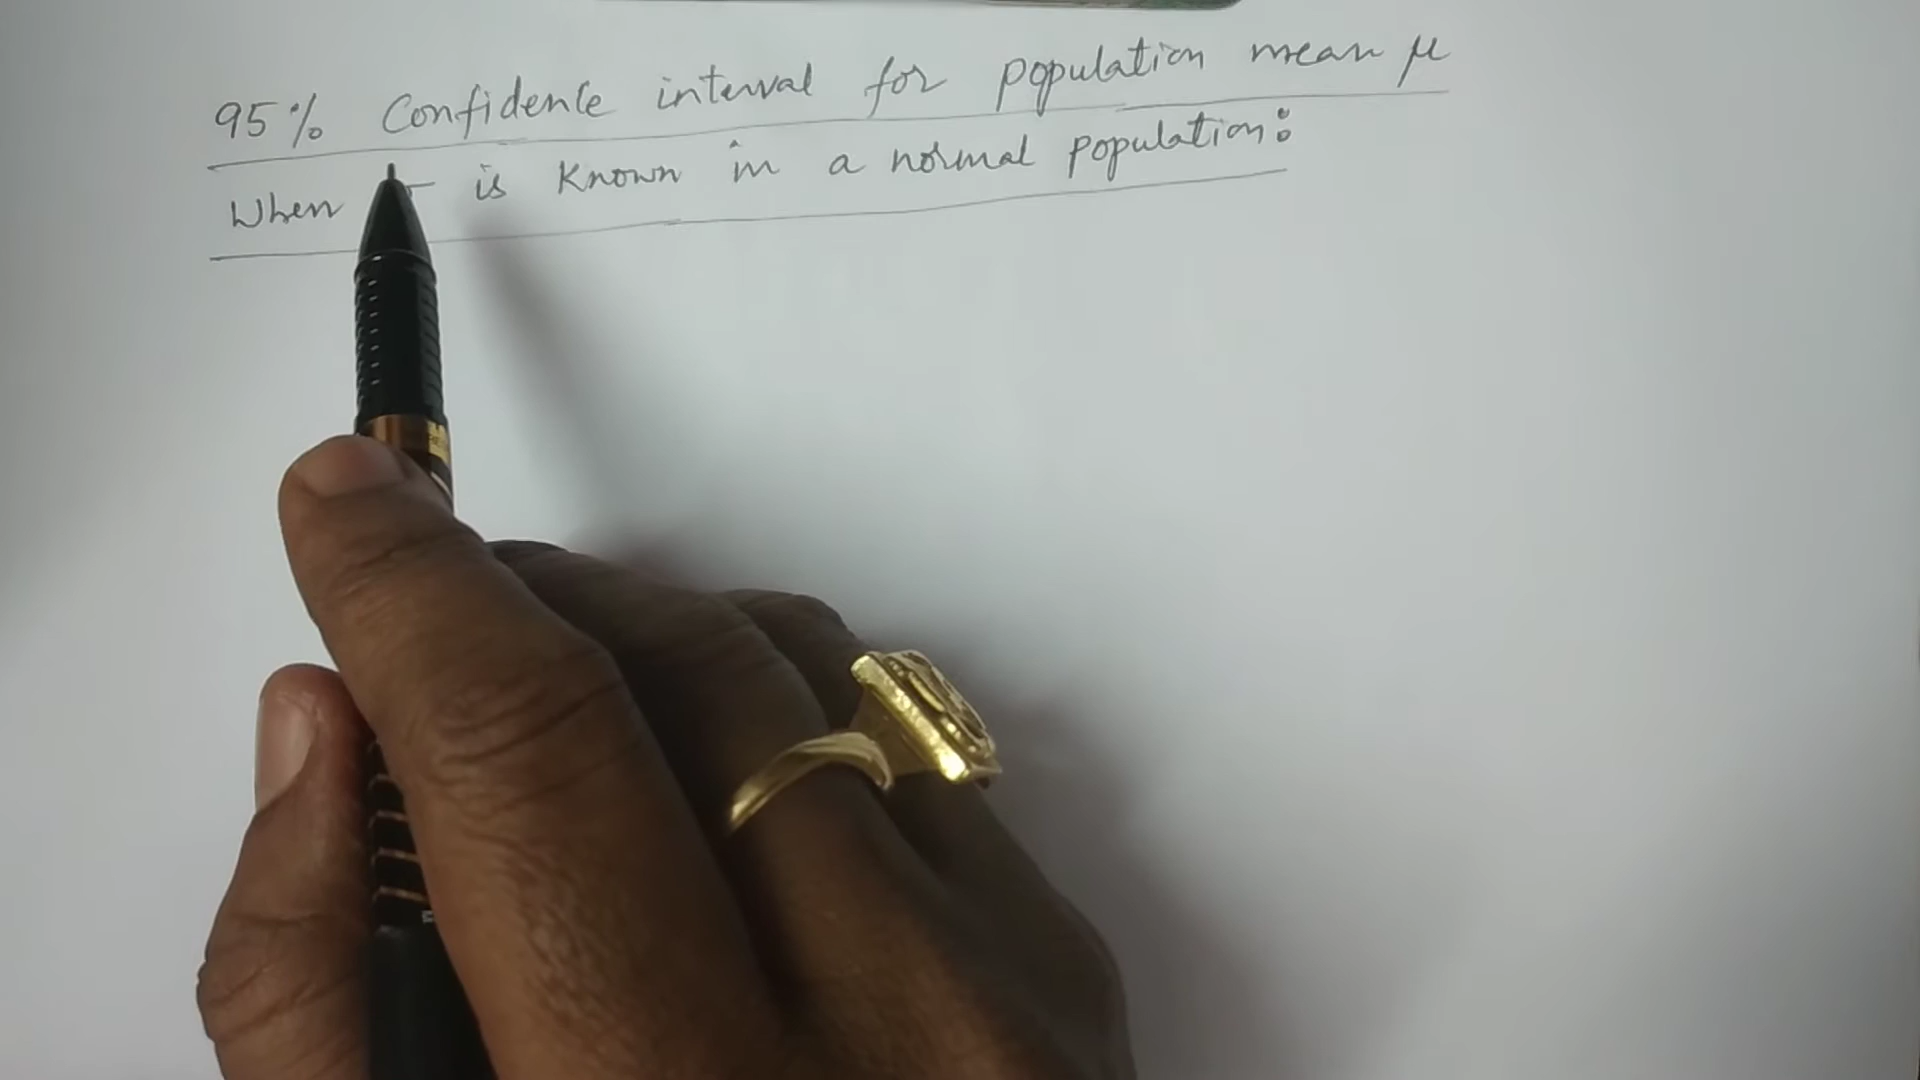 95% Confidence interval for population mean μ
When σ is known in a normal population: